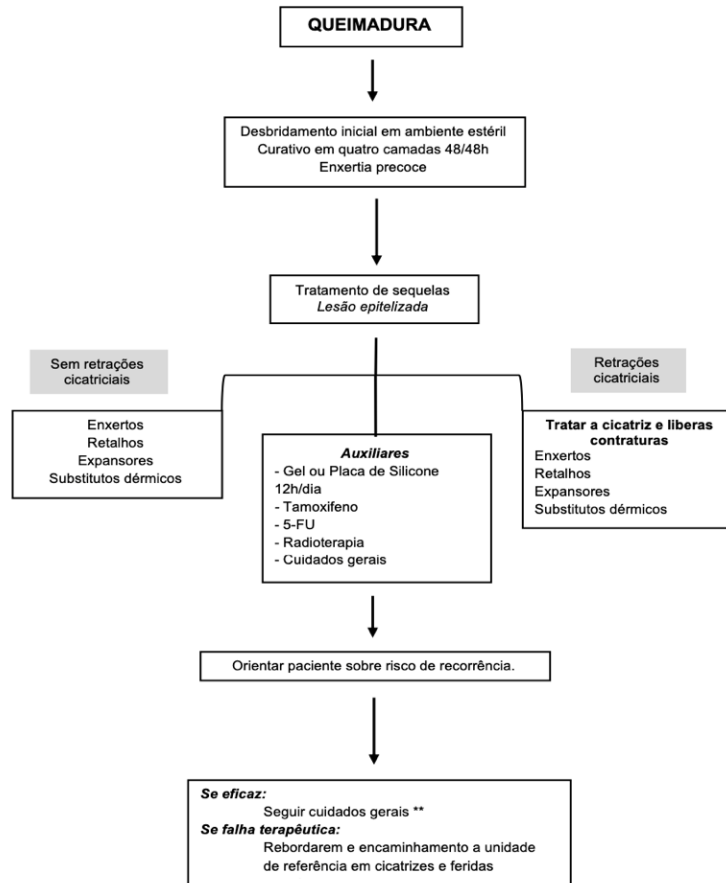 QUEIMADURA
Desbridamento inicial em ambiente estéril
Curativo em quatro camadas 48/48h
Enxertia precoce
Tratamento de sequelas
Lesão epitelizada
Sem retrações
cicatriciais
Enxertos
Retalhos
Expansores
Substitutos dérmicos
Auxiliares
- Gel ou Placa de Silicone
12h/dia
- Tamoxifeno
- 5-FU
- Radioterapia
- Cuidados gerais
Retrações
cicatriciais
Tratar a cicatriz e liberas
contraturas
Enxertos
Retalhos
Expansores
Substitutos dérmicos
Orientar paciente sobre risco de recorrência.
Se eficaz:
Seguir cuidados gerais **
Se falha terapêutica:
Rebordarem e encaminhamento a unidade
de referência em cicatrizes e feridas